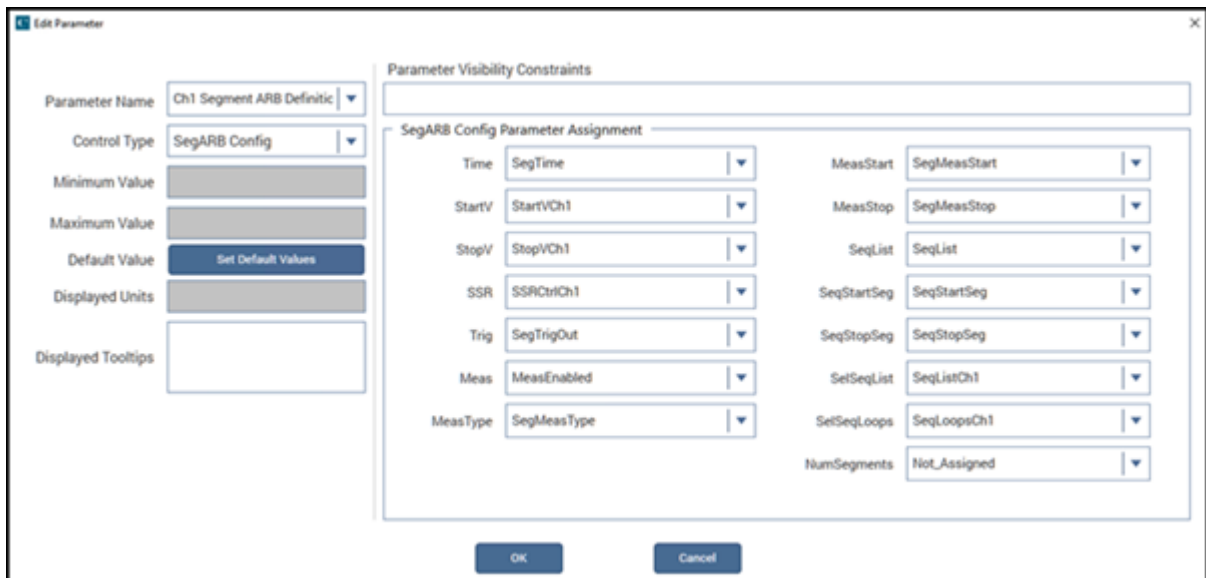 Edit Parameter
Parameter Name
Ch1 Segment ARB Definitic
Control Type
SegARB Config
Minimum Value
Maximum Value
Default Value
Set Default Values
Displayed Units
Displayed Tooltips
Parameter Visibility Constraints
SegARB Config Parameter Assignment
Time
SegTime
StartV
StartVCh1
StopV
StopVCh1
SSR
SSRCtrlCh1
Trig
SegTrigOut
Meas
MeasEnabled
MeasType
SegMeasType
MeasStart
SegMeasStart
MeasStop
SegMeasStop
SeqList
SeqList
SeqStartSeg
SeqStartSeg
SeqStopSeg
SeqStopSeg
SelSeqList
SeqListCh1
SelSeqLoops
SeqLoopsCh1
NumSegments
Not_Assigned
OK
Cancel